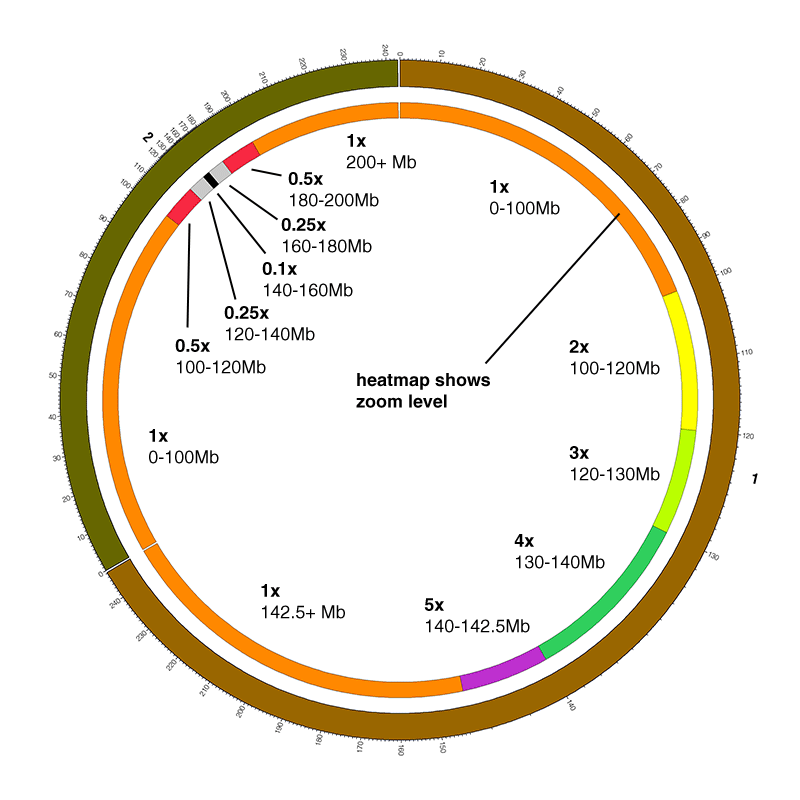 240
0
10
20
30
40
50
60
70
80
90
100
110
120
1
130
140
150
160
170
180
190
200
210
220
230
240
0
10
20
30
40
50
60
70
80
90
100
110
120
130
140
160
170
180
190
200
210
220
230
2
1x
200+ Mb
0.5x
180-200Mb
1x
0-100Mb
0.25x
160-180Mb
0.1x
140-160Mb
0.25x
120-140Mb
0.5x
100-120Mb
2x
100-120Mb
heatmap shows
zoom level
1x
0-100Mb
3x
120-130Mb
4x
130-140Mb
1x
142.5+ Mb
5x
140-142.5Mb